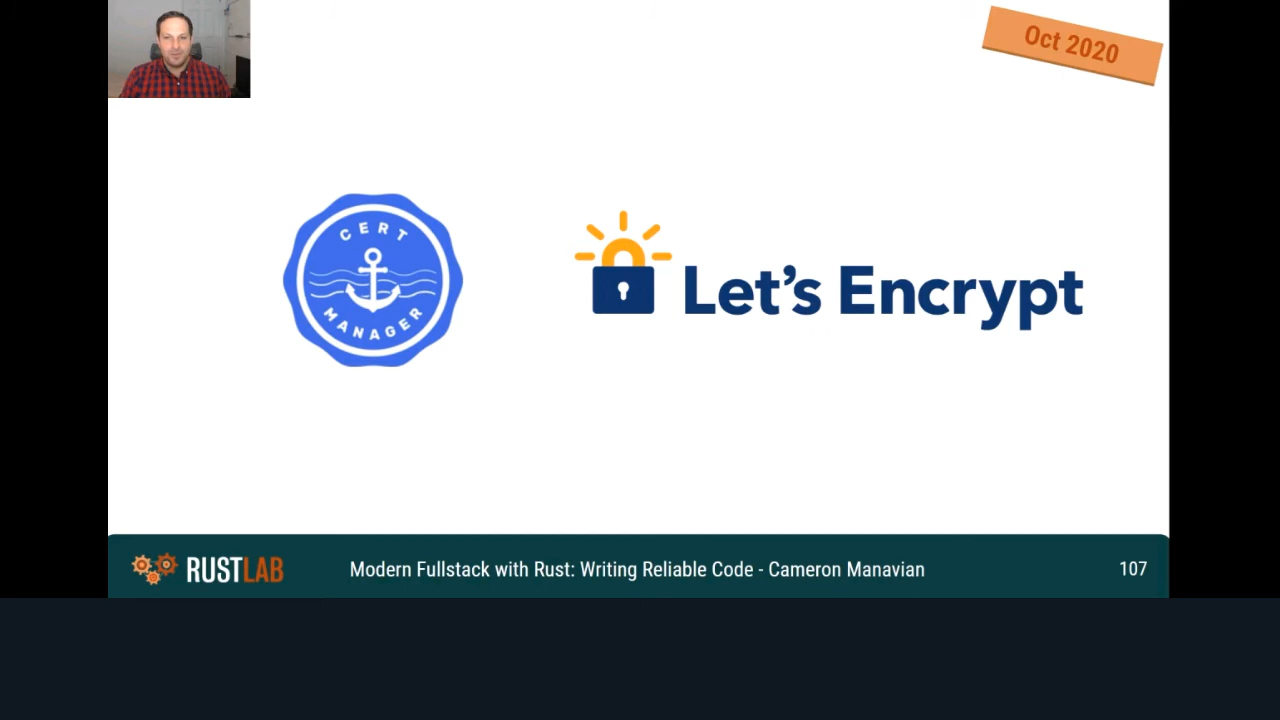 Oct 2020
CERT
MANAGER
Let's Encrypt
RUSTLAB
Modern Fullstack with Rust: Writing Reliable Code - Cameron Manavian
107